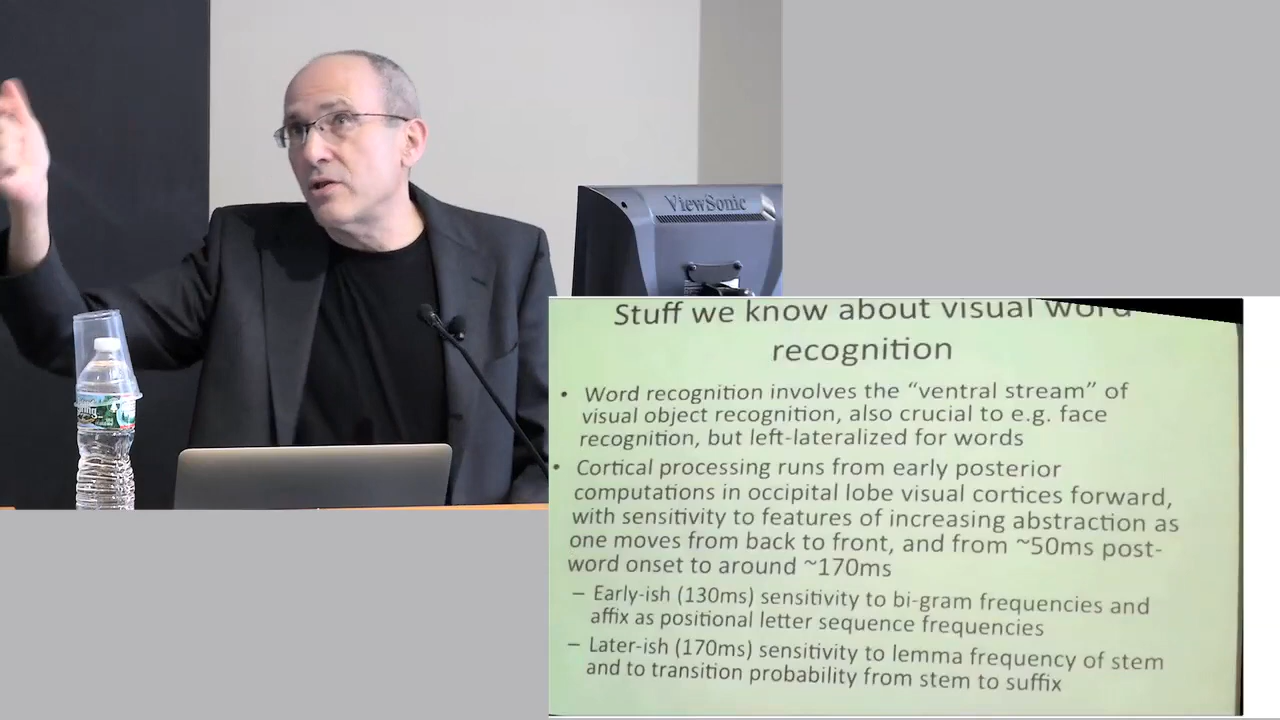 ViewSonic
Stuff we know about visual word
recognition
• Word recognition involves the “ventral stream” of
visual object recognition, also crucial to e.g. face
recognition, but left-lateralized for words
• Cortical processing runs from early posterior
computations in occipital lobe visual cortices forward,
with sensitivity to features of increasing abstraction as
one moves from back to front, and from ~50ms post-
word onset to around ~170ms
– Early-ish (130ms) sensitivity to bi-gram frequencies and
affix as positional letter sequence frequencies
– Later-ish (170ms) sensitivity to lemma frequency of stem
and to transition probability from stem to suffix